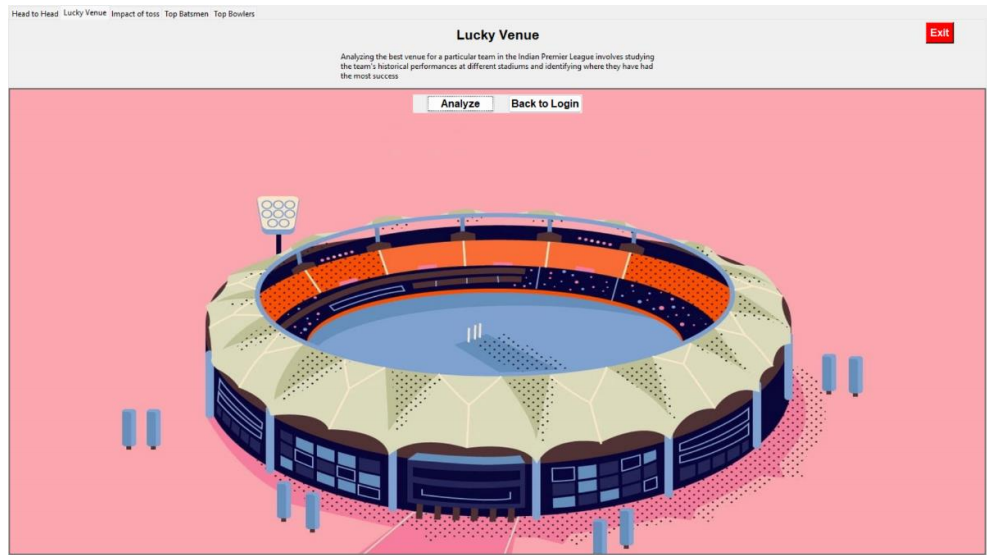 Head to Head Lucky Venue Impact of toss Top Batsmen Top Bowlers
Lucky Venue
Exit
Analyzing the best venue for a particular team in the Indian Premier League involves studying
the team's historical performances at different stadiums and identifying where they have had
the most success
Analyze Back to Login